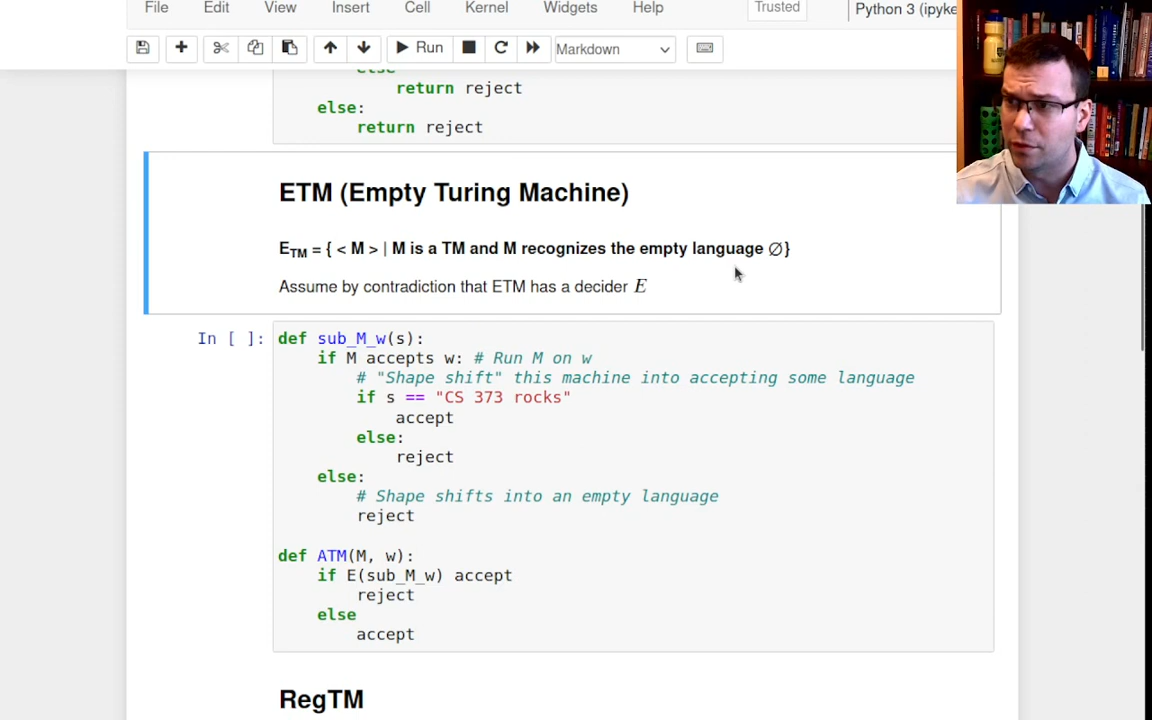 File Edit View Insert Cell Kernel Widgets Help Trusted Python 3 (ipyke
Run Markdown
else
return reject
else:
return reject
ETM (Empty Turing Machine)
E_TM = { < M > | M is a TM and M recognizes the empty language ∅}
Assume by contradiction that ETM has a decider E
In [ ]: def sub_M_w(s):
if M accepts w: # Run M on w
# "Shape shift" this machine into accepting some language
if s == "CS 373 rocks"
accept
else:
reject
else:
# Shape shifts into an empty language
reject
def ATM(M, w):
if E(sub_M_w) accept
reject
else
accept
RegTM